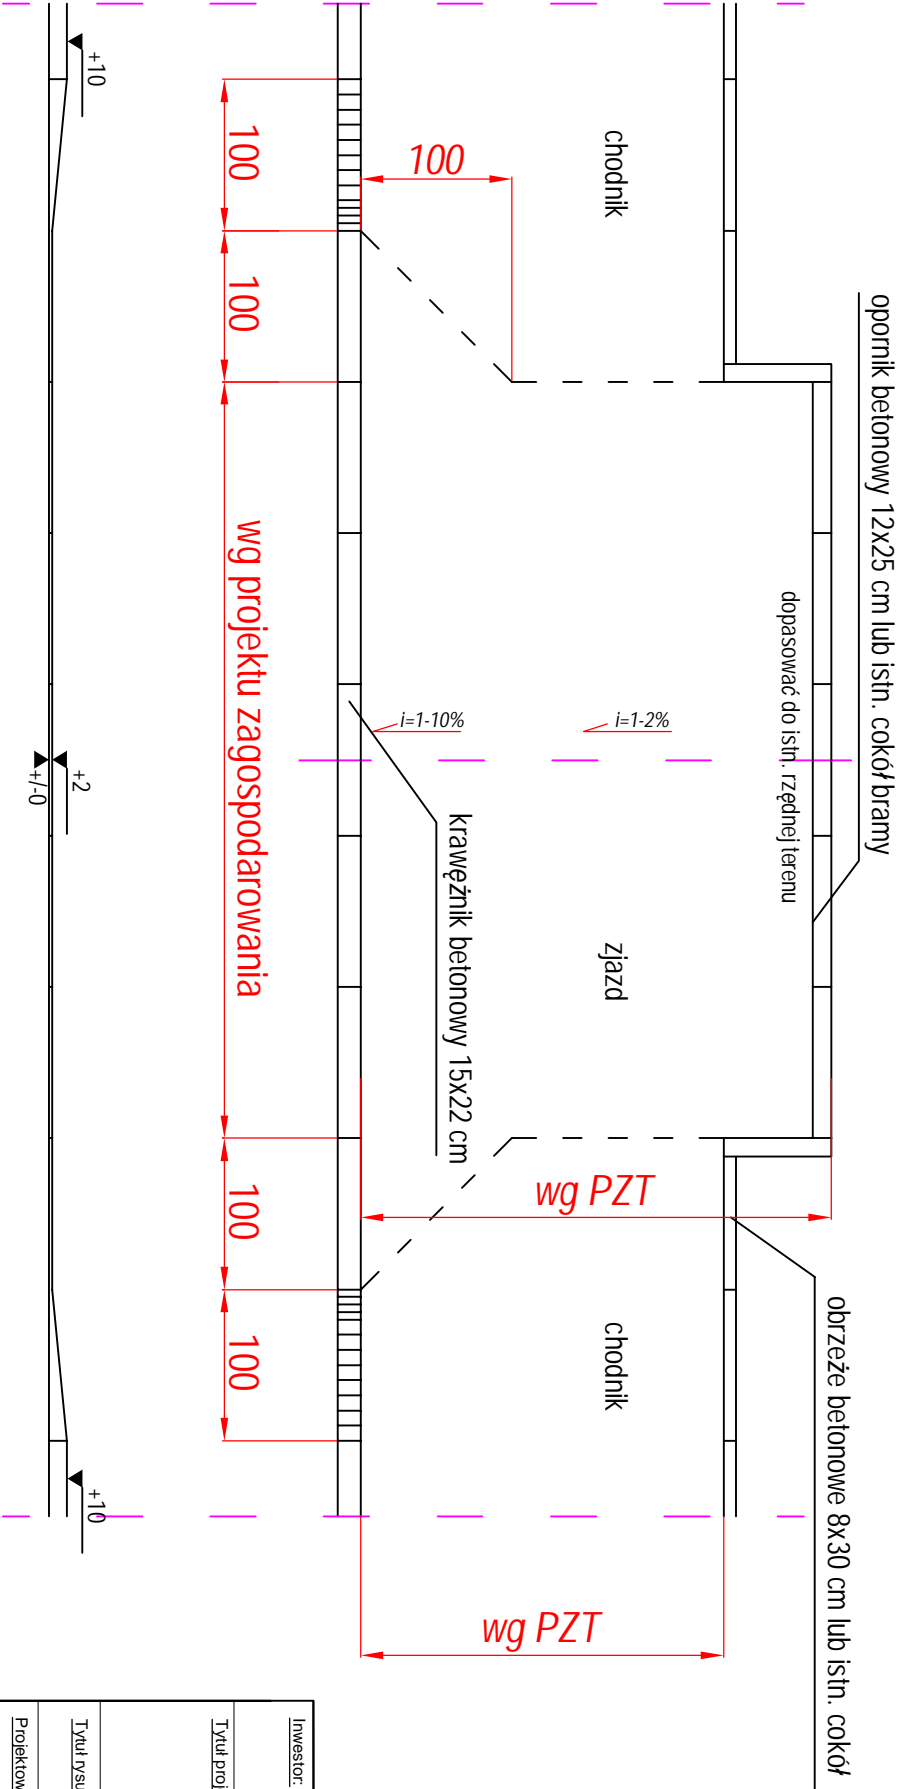 opornik betonowy 12x25 cm lub istn. cokół bramy
obrzeże betonowe 8x30 cm lub istn. cokół
dopasować do istn. rzędnej terenu
chodnik
zjazd
chodnik
i=1-2%
i=1-10%
krawężnik betonowy 15x22 cm
100
wg PZT
wg PZT
100
100
wg projektu zagospodarowania
100
100
+10
+2
+/-0
+10
Inwestor:
Tytuł proj
Tytuł rysu
Projektow